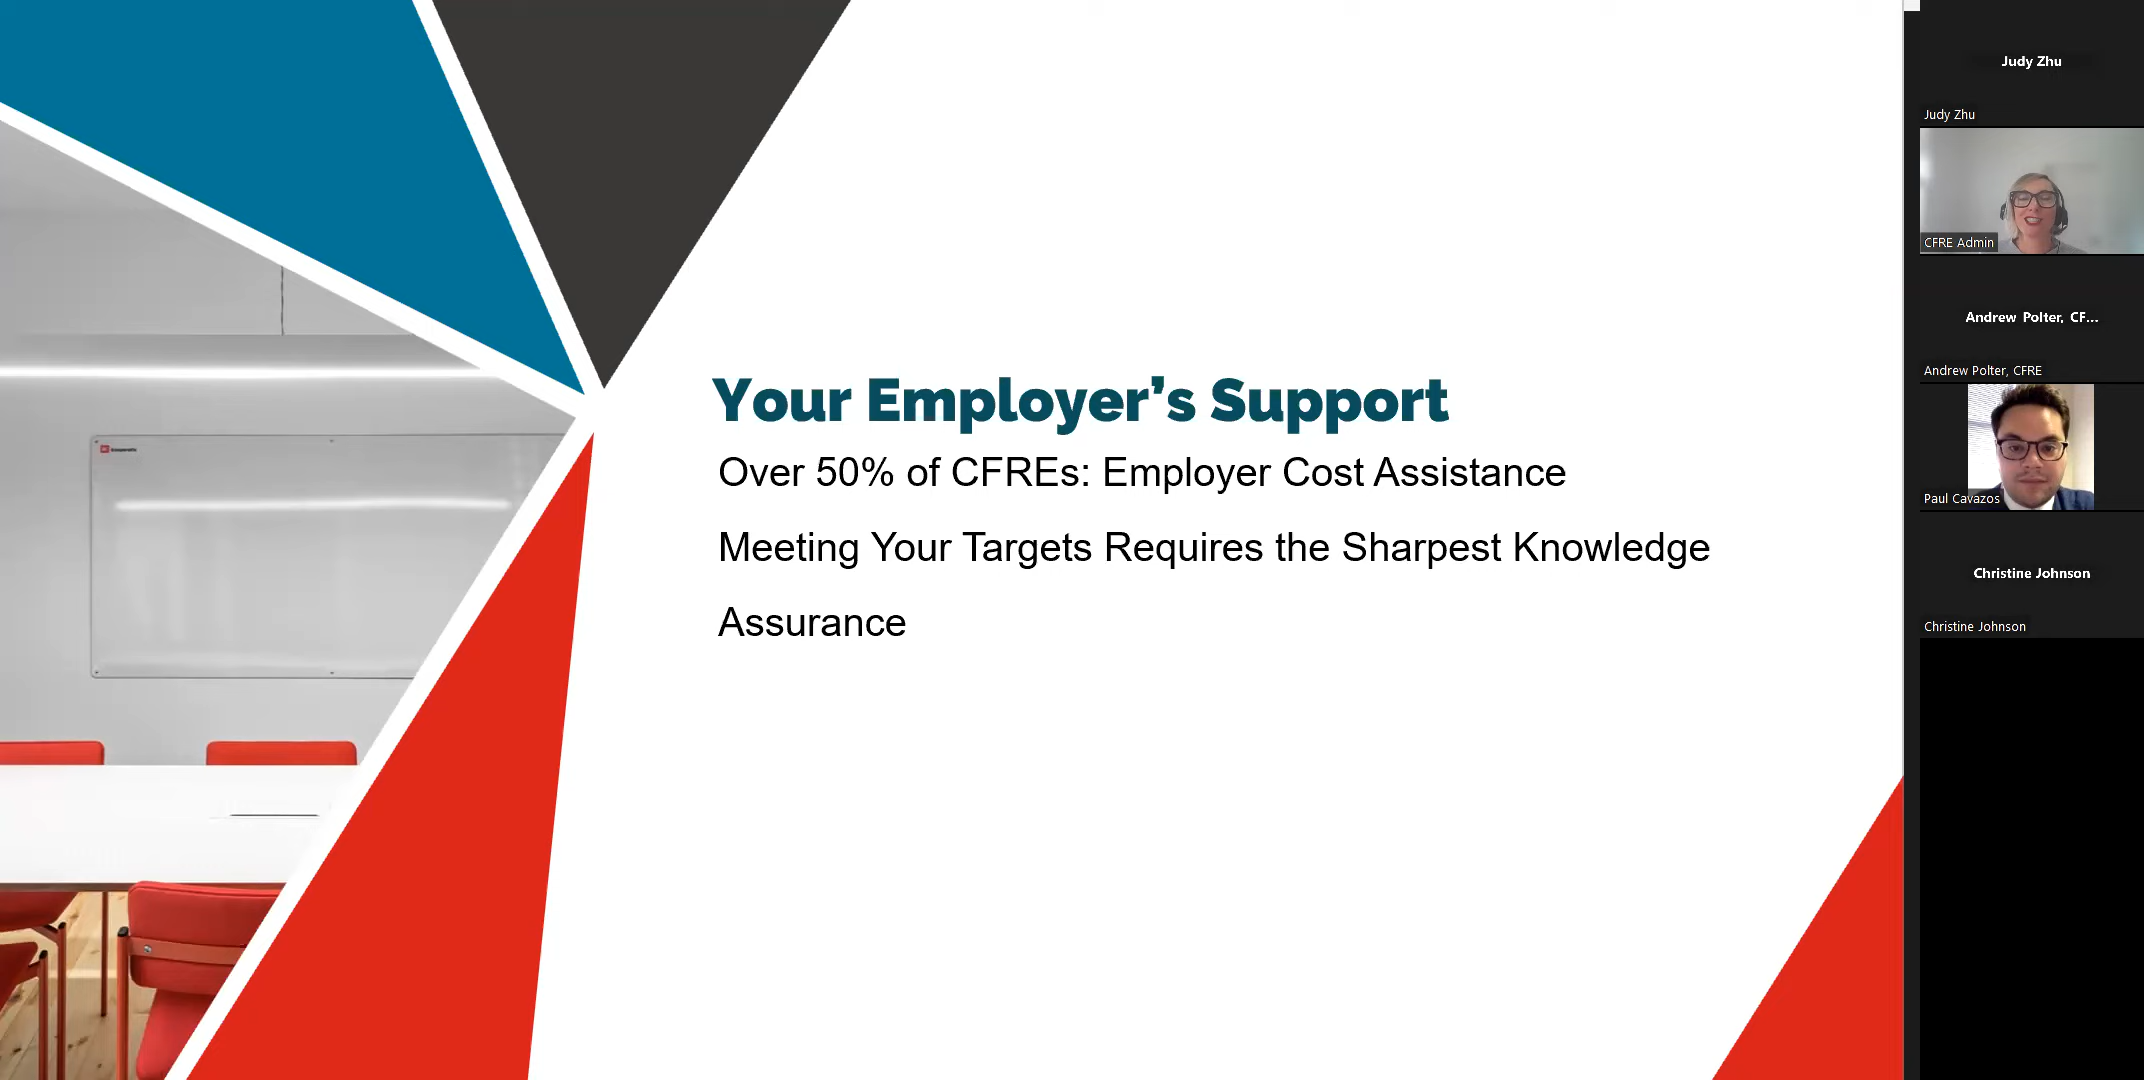 Your Employer’s Support
Over 50% of CFREs: Employer Cost Assistance
Meeting Your Targets Requires the Sharpest Knowledge
Assurance
Judy Zhu
Judy Zhu
CFRE Admin
Andrew Polter, CF...
Andrew Polter, CFRE
Paul Cavazos
Christine Johnson
Christine Johnson